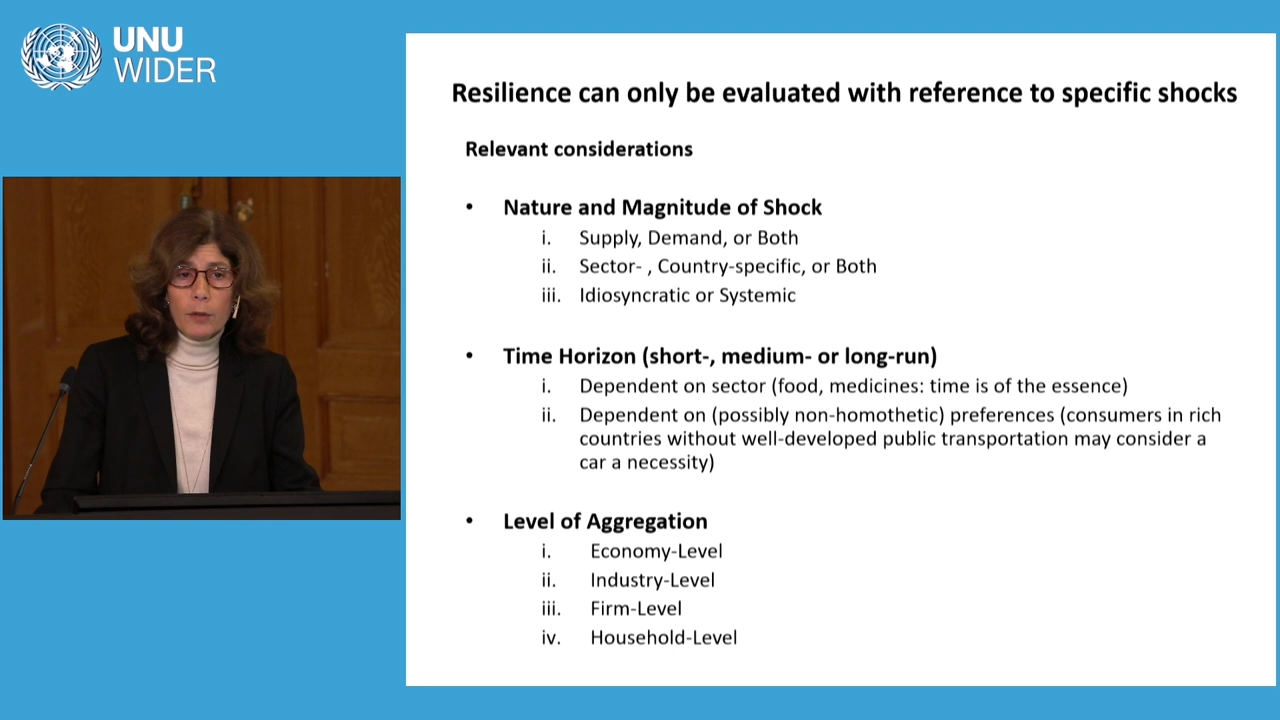 UNU
WIDER
Resilience can only be evaluated with reference to specific shocks
Relevant considerations
• Nature and Magnitude of Shock
i. Supply, Demand, or Both
ii. Sector- , Country-specific, or Both
iii. Idiosyncratic or Systemic
• Time Horizon (short-, medium- or long-run)
i. Dependent on sector (food, medicines: time is of the essence)
ii. Dependent on (possibly non-homothetic) preferences (consumers in rich
countries without well-developed public transportation may consider a
car a necessity)
• Level of Aggregation
i. Economy-Level
ii. Industry-Level
iii. Firm-Level
iv. Household-Level